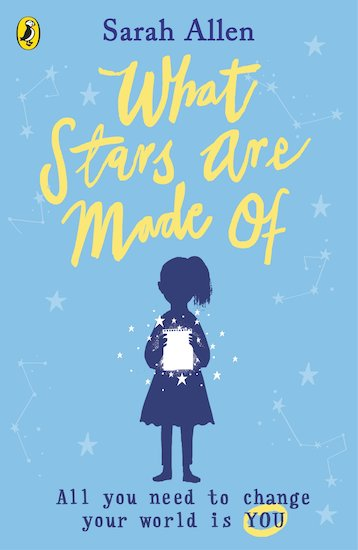 Sarah Allen
What
Stars Are
Made Of
All you need to change
your world is YOU